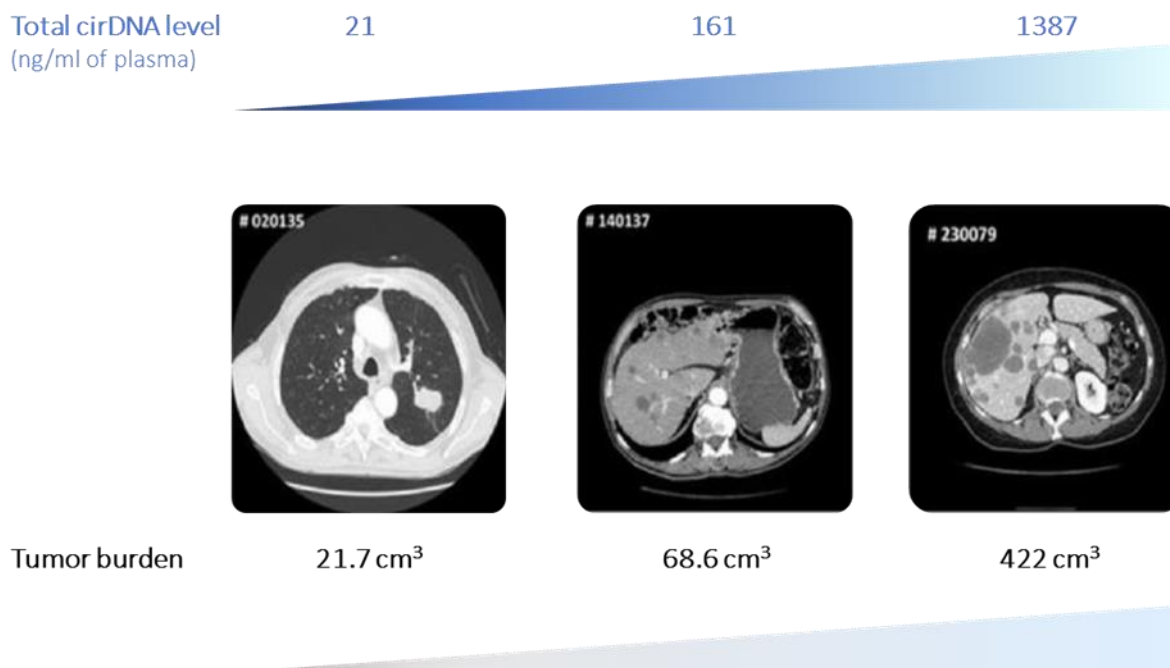 Total cirDNA level 21 161 1387
(ng/ml of plasma)
# 020135 # 140137 # 230079
Tumor burden 21.7 cm³ 68.6 cm³ 422 cm³